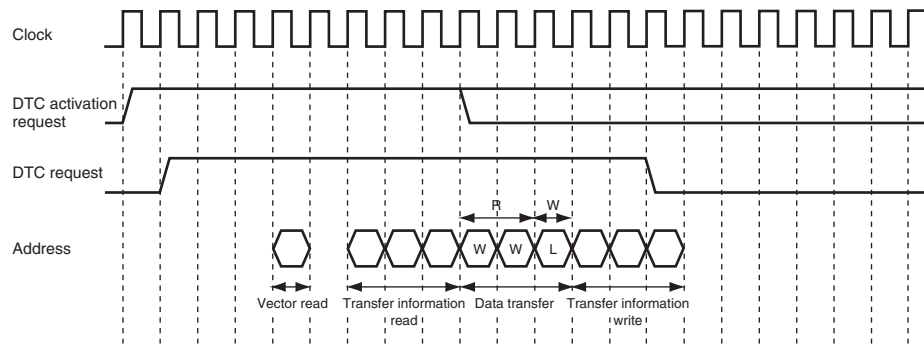 Clock
DTC activation
request
DTC request
R W
Address
W W L
Vector read Transfer information Data transfer Transfer information
read write